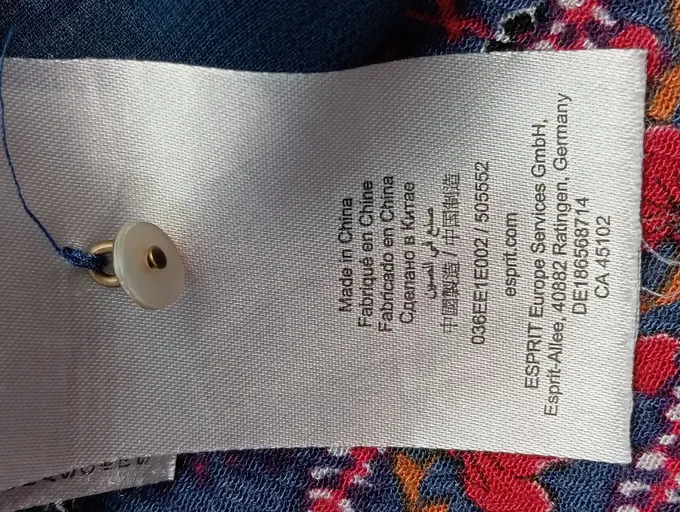 Made in China
Fabriqué en Chine
Fabricado en China
Сделано в Китае
صنع في الصين
中國製造 / 中国制造
036EE1E002 / 505552
esprit.com
ESPRIT Europe Services GmbH,
Esprit-Allee, 40882 Ratingen, Germany
DE186568714
CA 45102